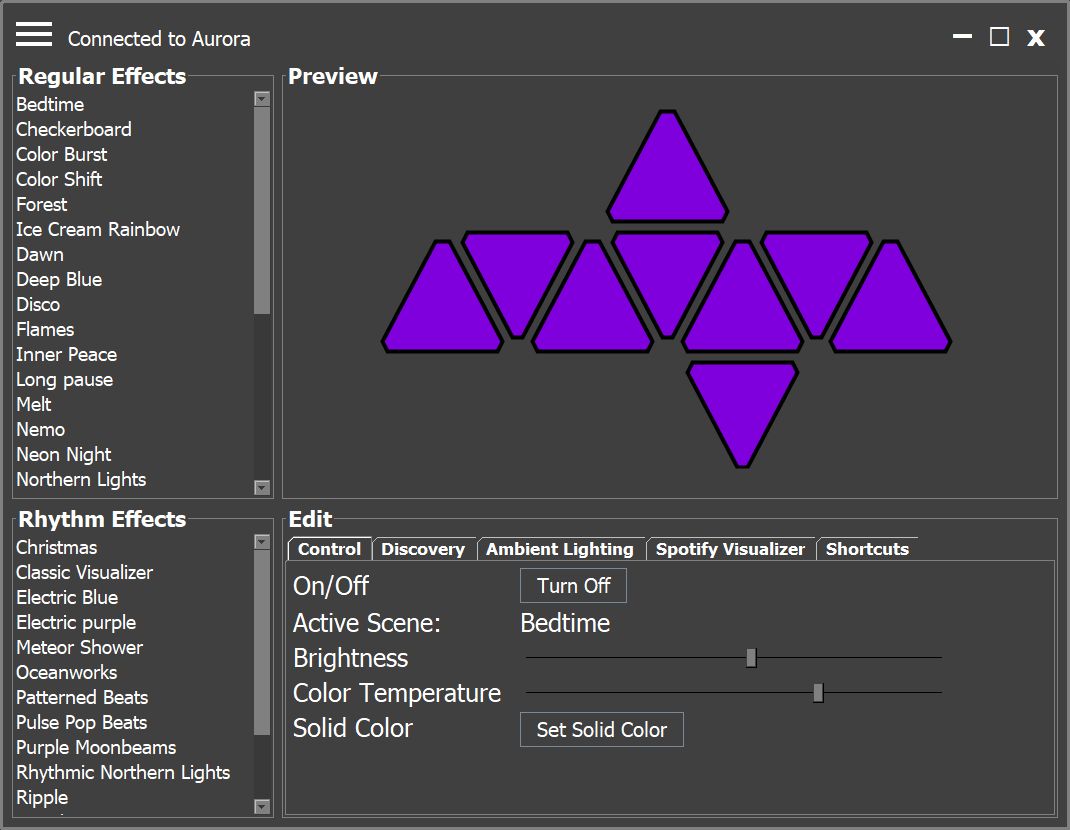 Connected to Aurora
Regular Effects
Bedtime
Checkerboard
Color Burst
Color Shift
Forest
Ice Cream Rainbow
Dawn
Deep Blue
Disco
Flames
Inner Peace
Long pause
Melt
Nemo
Neon Night
Northern Lights
Preview
Rhythm Effects
Christmas
Classic Visualizer
Electric Blue
Electric purple
Meteor Shower
Oceanworks
Patterned Beats
Pulse Pop Beats
Purple Moonbeams
Rhythmic Northern Lights
Ripple
Edit
Control Discovery Ambient Lighting Spotify Visualizer Shortcuts
On/Off Turn Off
Active Scene: Bedtime
Brightness
Color Temperature
Solid Color Set Solid Color